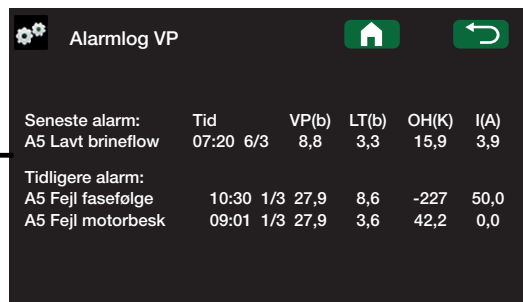 Alarmlog VP
Seneste alarm: Tid VP(b) LT(b) OH(K) I(A)
A5 Lavt brineflow 07:20 6/3 8,8 3,3 15,9 3,9
Tidligere alarm:
A5 Fejl fasefølge 10:30 1/3 27,9 8,6 -227 50,0
A5 Fejl motorbesk 09:01 1/3 27,9 3,6 42,2 0,0